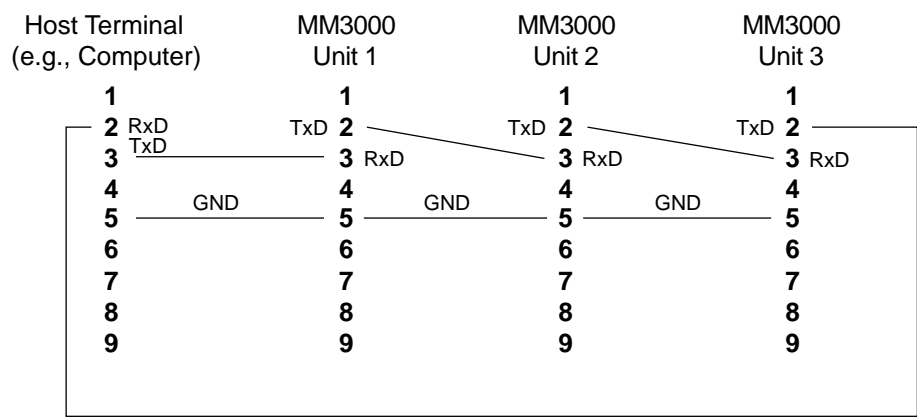 Host Terminal MM3000 MM3000 MM3000
(e.g., Computer) Unit 1 Unit 2 Unit 3
1 1 1 1
2 RxD TxD 2 TxD 2 TxD 2
3 TxD 3 RxD 3 RxD 3 RxD
4 4 4 4
5 GND 5 GND 5 GND 5
6 6 6 6
7 7 7 7
8 8 8 8
9 9 9 9